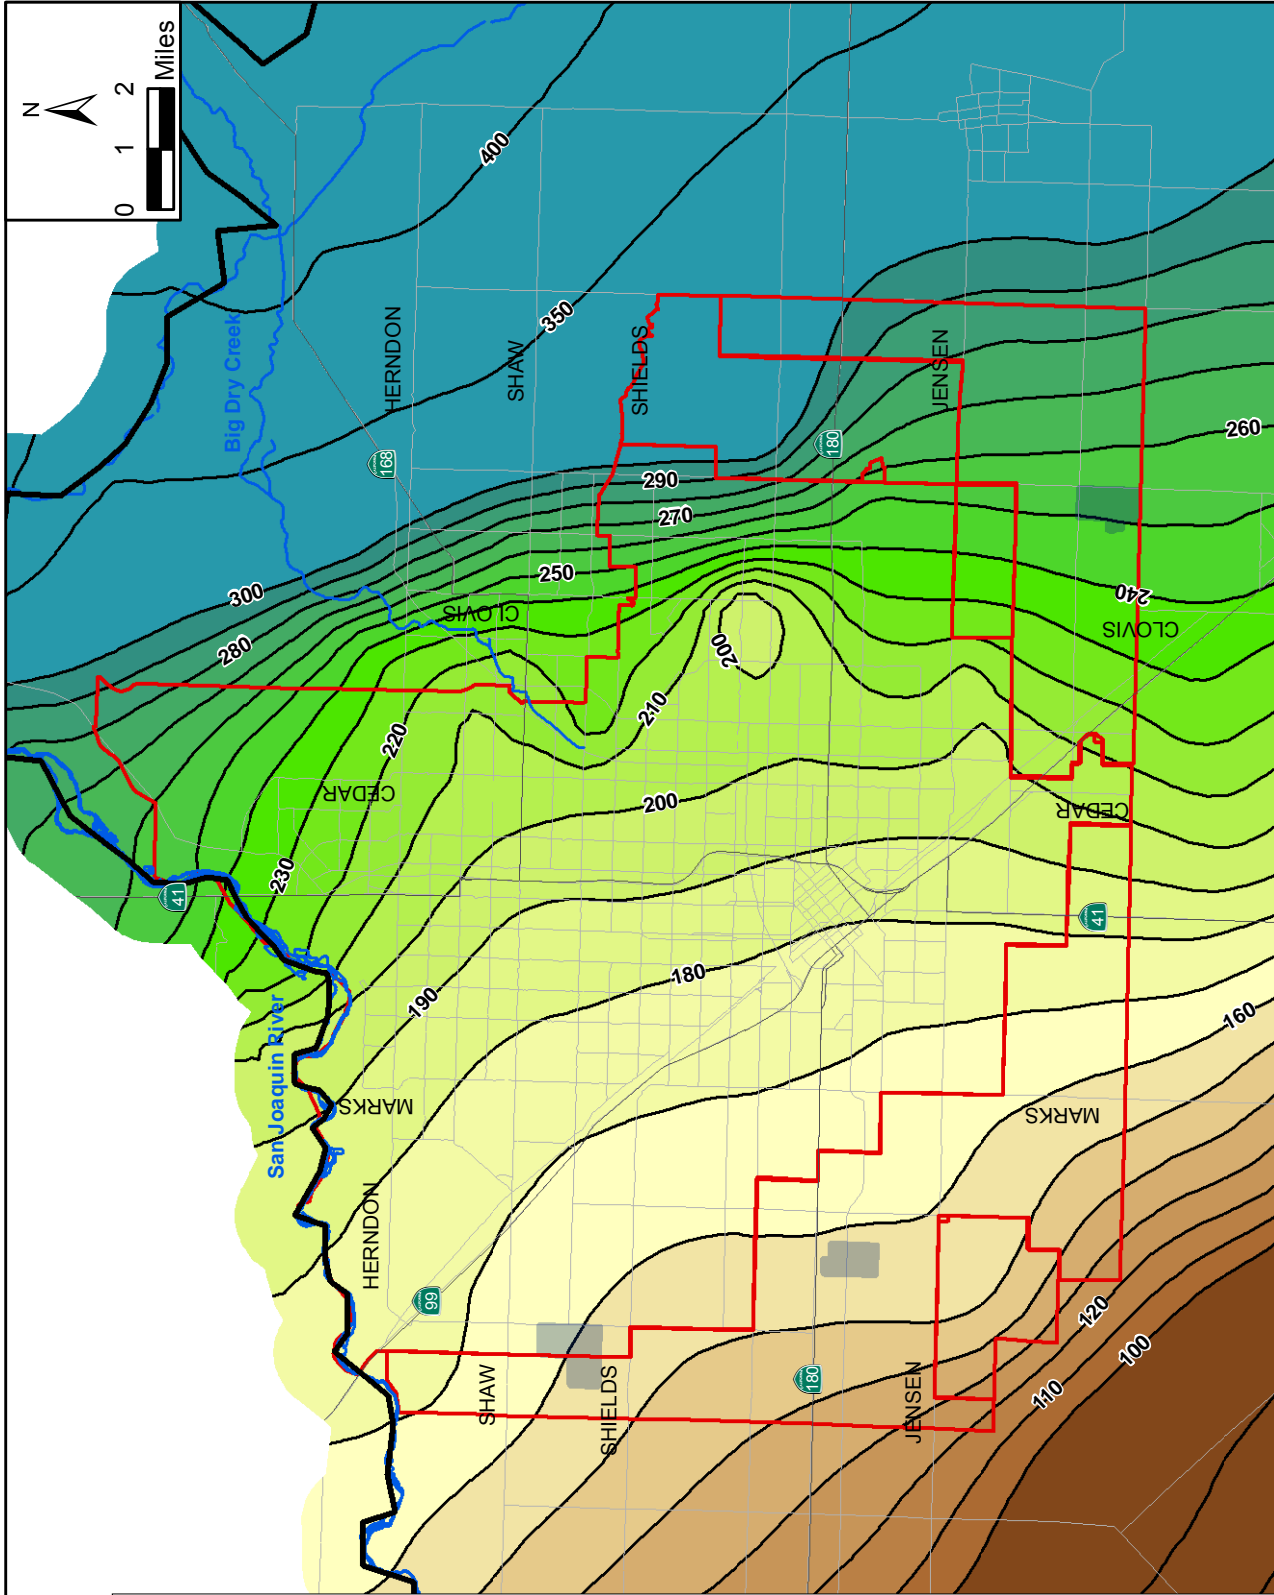 N
0 1 2
Miles
400
Big Dry Creek
350
HERNDON
SHAW
SHIELDS
JENSEN
168
180
260
290
270
250
300
280
CLOVIS
240
CLOVIS
200
210
220
CEDAR
200
CEDAR
230
41
41
180
190
San Joaquin River
160
MARKS
MARKS
HERNDON
99
120
100
110
SHAW
SHIELDS
180
JENSEN